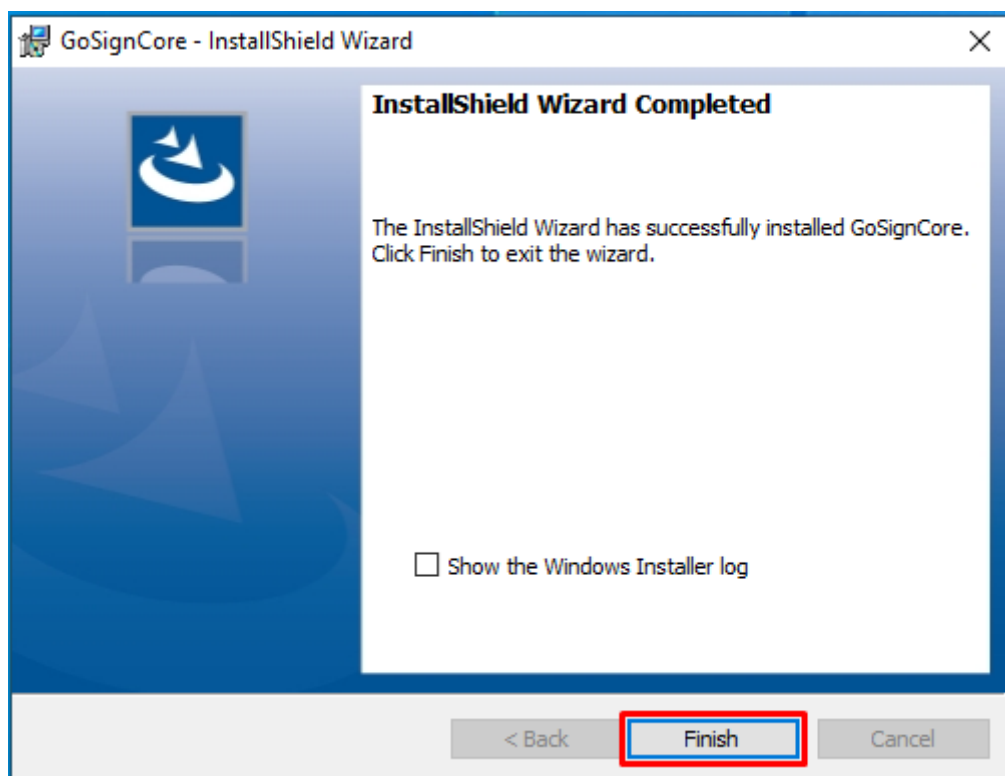 GoSignCore - InstallShield Wizard
InstallShield Wizard Completed
The InstallShield Wizard has successfully installed GoSignCore.
Click Finish to exit the wizard.
Show the Windows Installer log
< Back
Finish
Cancel